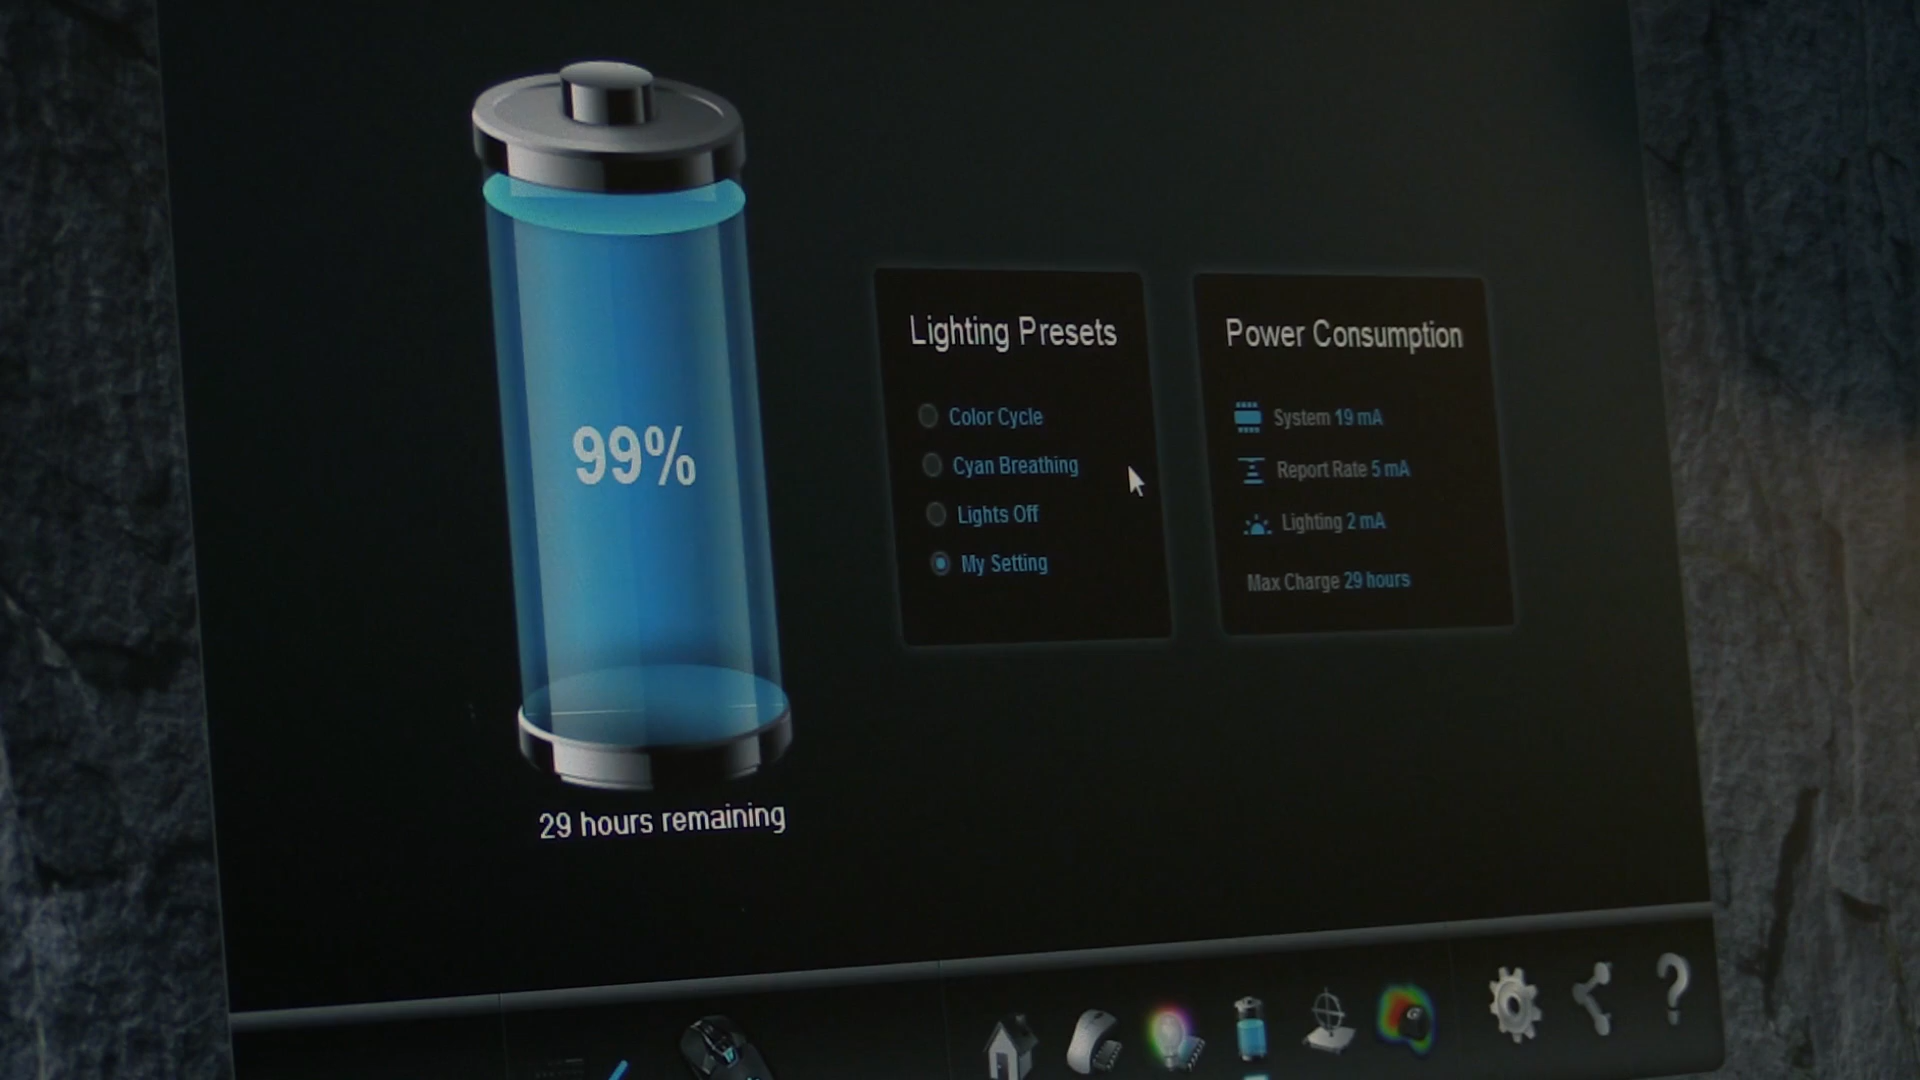 99%
29 hours remaining
Lighting Presets
Color Cycle
Cyan Breathing
Lights Off
My Setting
Power Consumption
System 19 mA
Report Rate 5 mA
Lighting 2 mA
Max Charge 29 hours
?